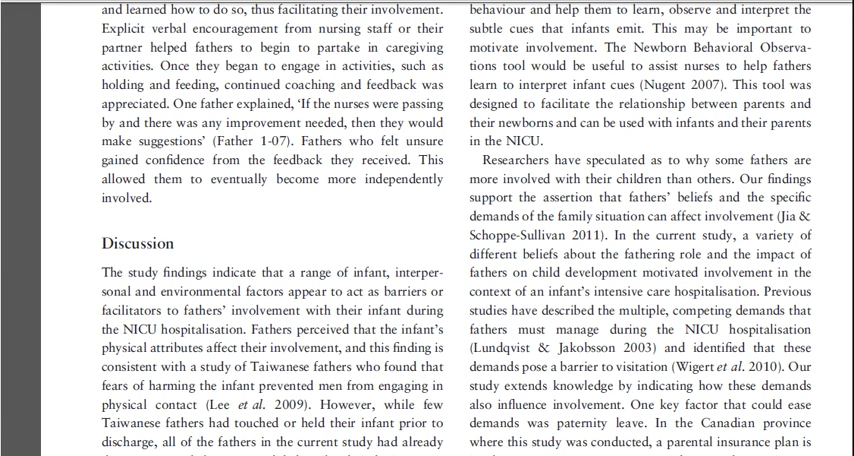 and learned how to do so, thus facilitating their involvement.
Explicit verbal encouragement from nursing staff or their
partner helped fathers to begin to partake in caregiving
activities. Once they began to engage in activities, such as
holding and feeding, continued coaching and feedback was
appreciated. One father explained, ‘If the nurses were passing
by and there was any improvement needed, then they would
make suggestions’ (Father 1-07). Fathers who felt unsure
gained confidence from the feedback they received. This
allowed them to eventually become more independently
involved.
Discussion
The study findings indicate that a range of infant, interper-
sonal and environmental factors appear to act as barriers or
facilitators to fathers’ involvement with their infant during
the NICU hospitalisation. Fathers perceived that the infant’s
physical attributes affect their involvement, and this finding is
consistent with a study of Taiwanese fathers who found that
fears of harming the infant prevented men from engaging in
physical contact (Lee et al. 2009). However, while few
Taiwanese fathers had touched or held their infant prior to
discharge, all of the fathers in the current study had already
behaviour and help them to learn, observe and interpret the
subtle cues that infants emit. This may be important to
motivate involvement. The Newborn Behavioral Observa-
tions tool would be useful to assist nurses to help fathers
learn to interpret infant cues (Nugent 2007). This tool was
designed to facilitate the relationship between parents and
their newborns and can be used with infants and their parents
in the NICU.
Researchers have speculated as to why some fathers are
more involved with their children than others. Our findings
support the assertion that fathers’ beliefs and the specific
demands of the family situation can affect involvement (Jia &
Schoppe-Sullivan 2011). In the current study, a variety of
different beliefs about the fathering role and the impact of
fathers on child development motivated involvement in the
context of an infant’s intensive care hospitalisation. Previous
studies have described the multiple, competing demands that
fathers must manage during the NICU hospitalisation
(Lundqvist & Jakobsson 2003) and identified that these
demands pose a barrier to visitation (Wigert et al. 2010). Our
study extends knowledge by indicating how these demands
also influence involvement. One key factor that could ease
demands was paternity leave. In the Canadian province
where this study was conducted, a parental insurance plan is